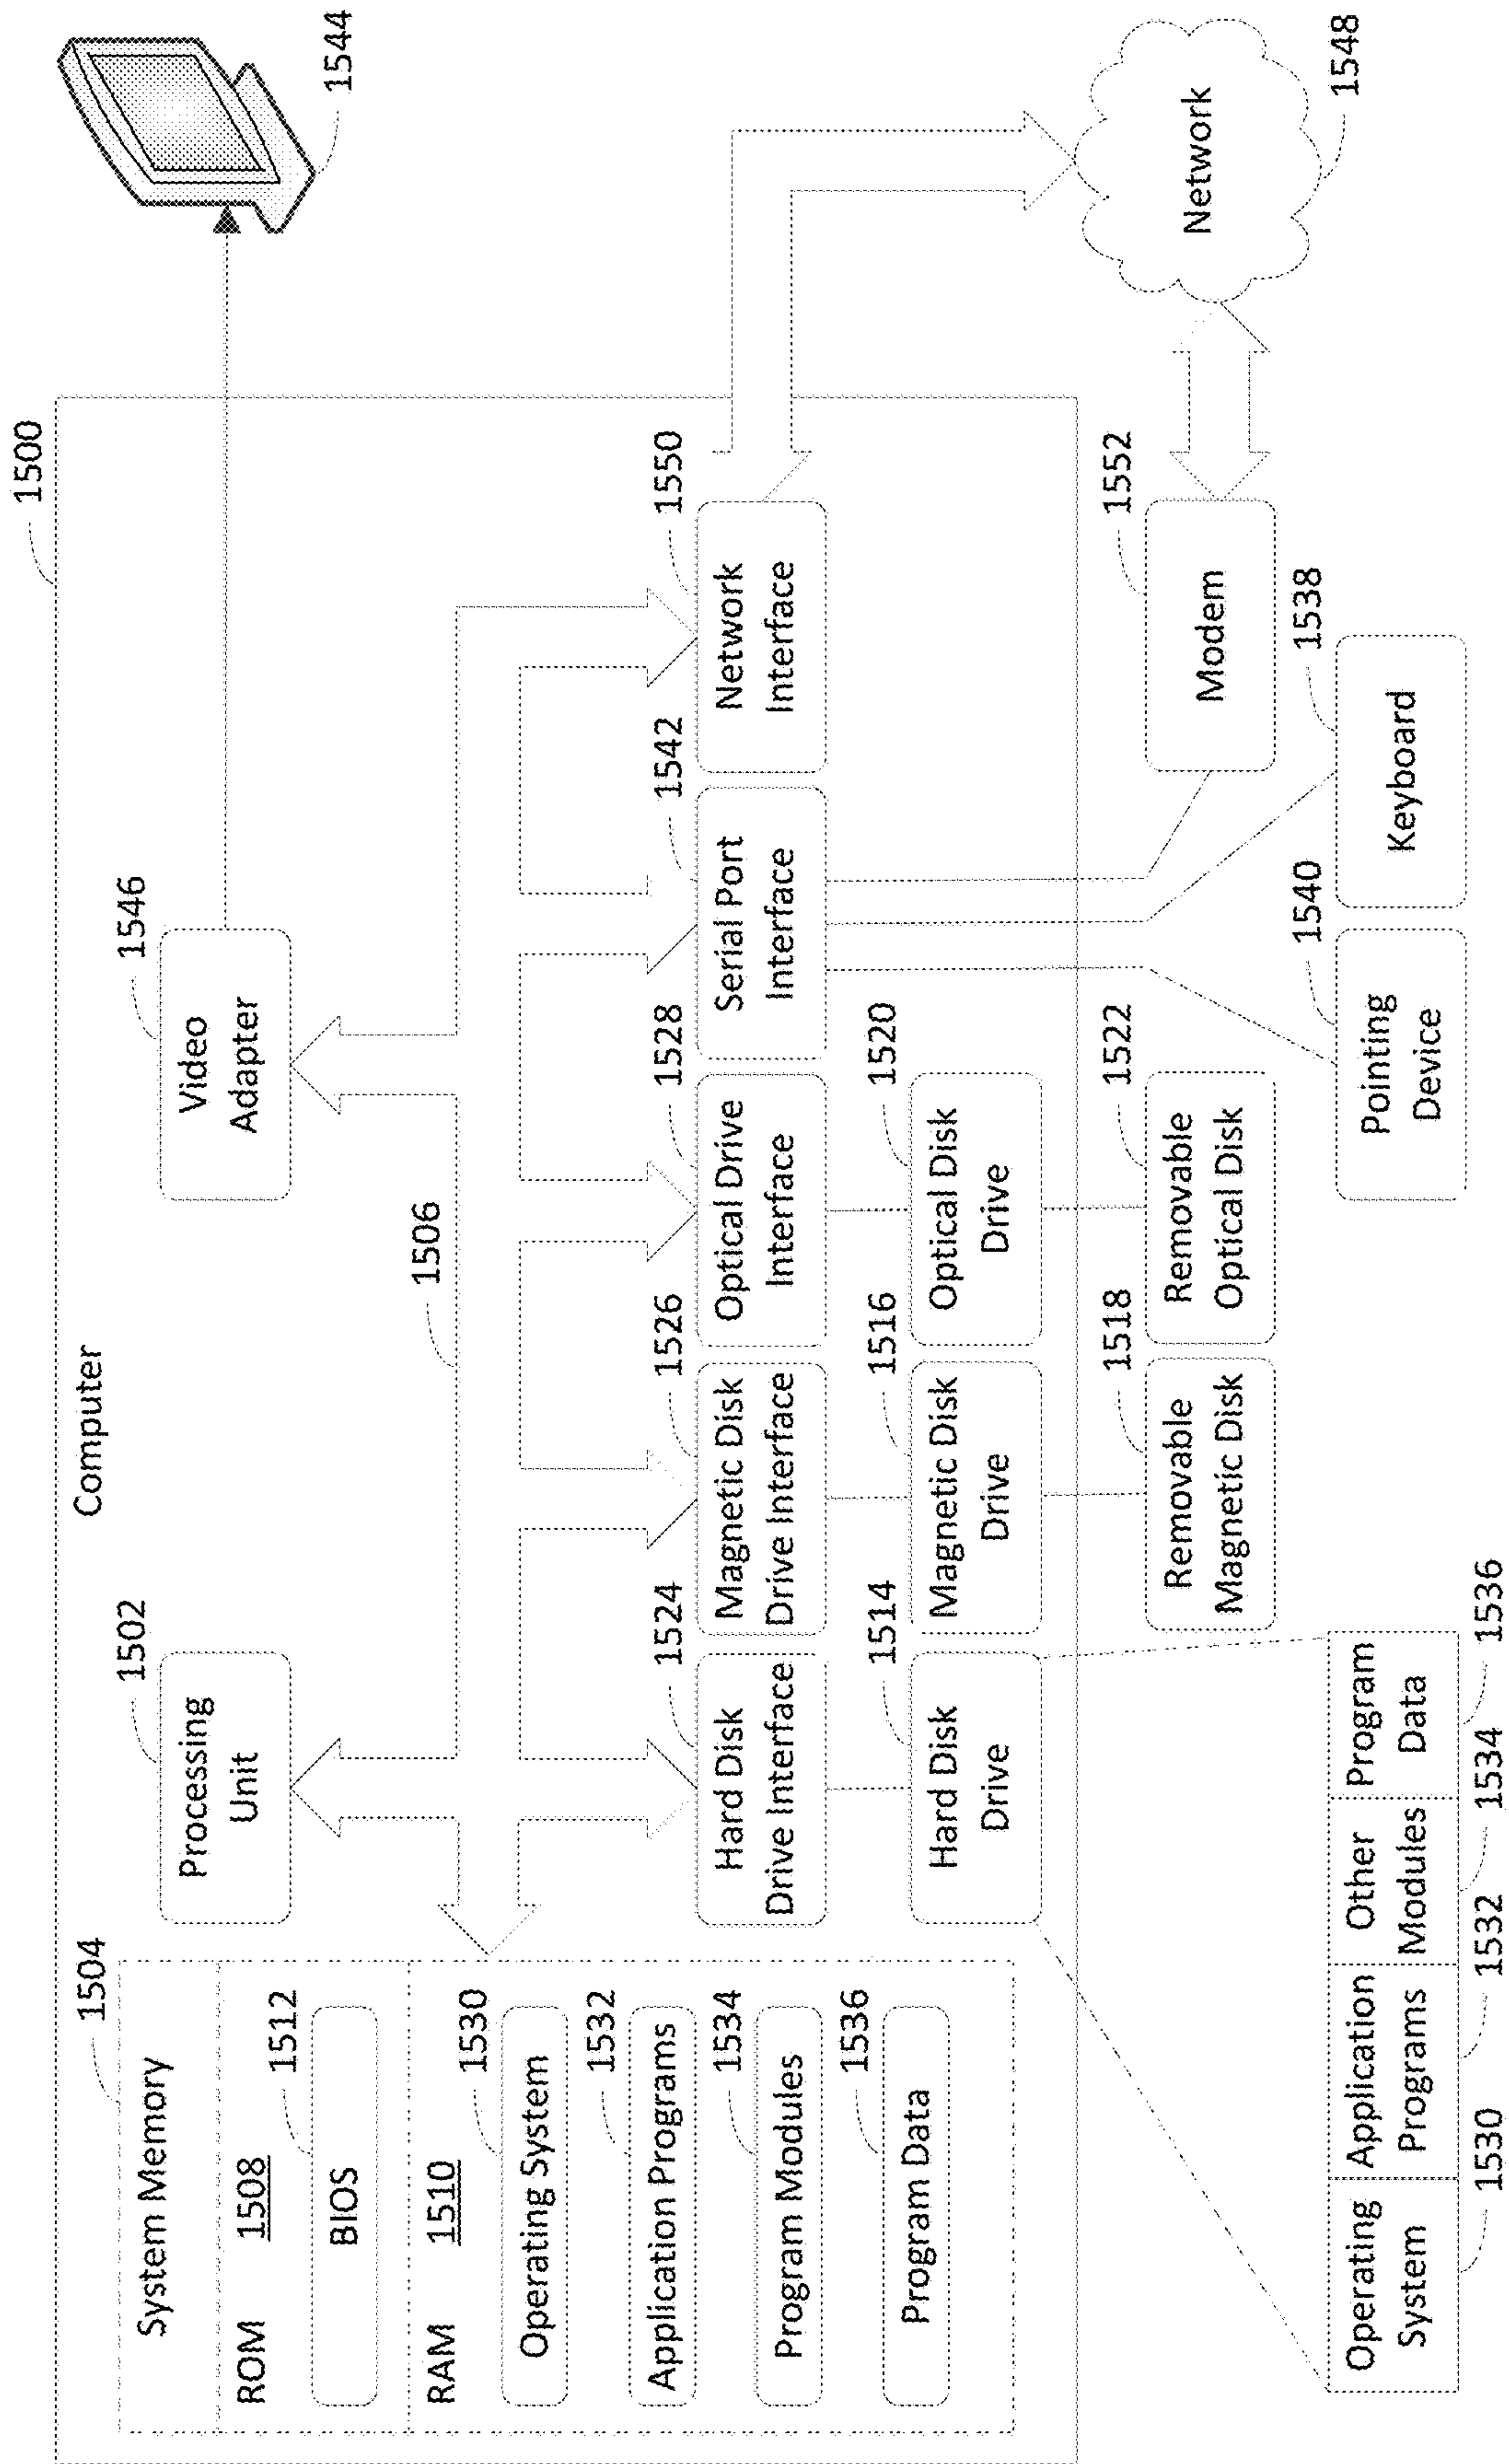 1500
Computer
1504
System Memory
ROM
1508
1512
BIOS
RAM
1510
1530
Operating System
1532
Application Programs
1534
Program Modules
1536
Program Data
1502
Processing
Unit
1546
Video
Adapter
1544
1506
1524
Hard Disk
Drive Interface
1526
Magnetic Disk
Drive Interface
1528
Optical Drive
Interface
1542
Serial Port
Interface
1550
Network
Interface
1514
Hard Disk
Drive
1516
Magnetic Disk
Drive
1520
Optical Disk
Drive
1518
Removable
Magnetic Disk
1522
Removable
Optical Disk
1552
Modem
Network
1548
1540
Pointing
Device
1538
Keyboard
Operating
System
Application
Programs
Other
Modules
Program
Data
1530
1532
1534
1536